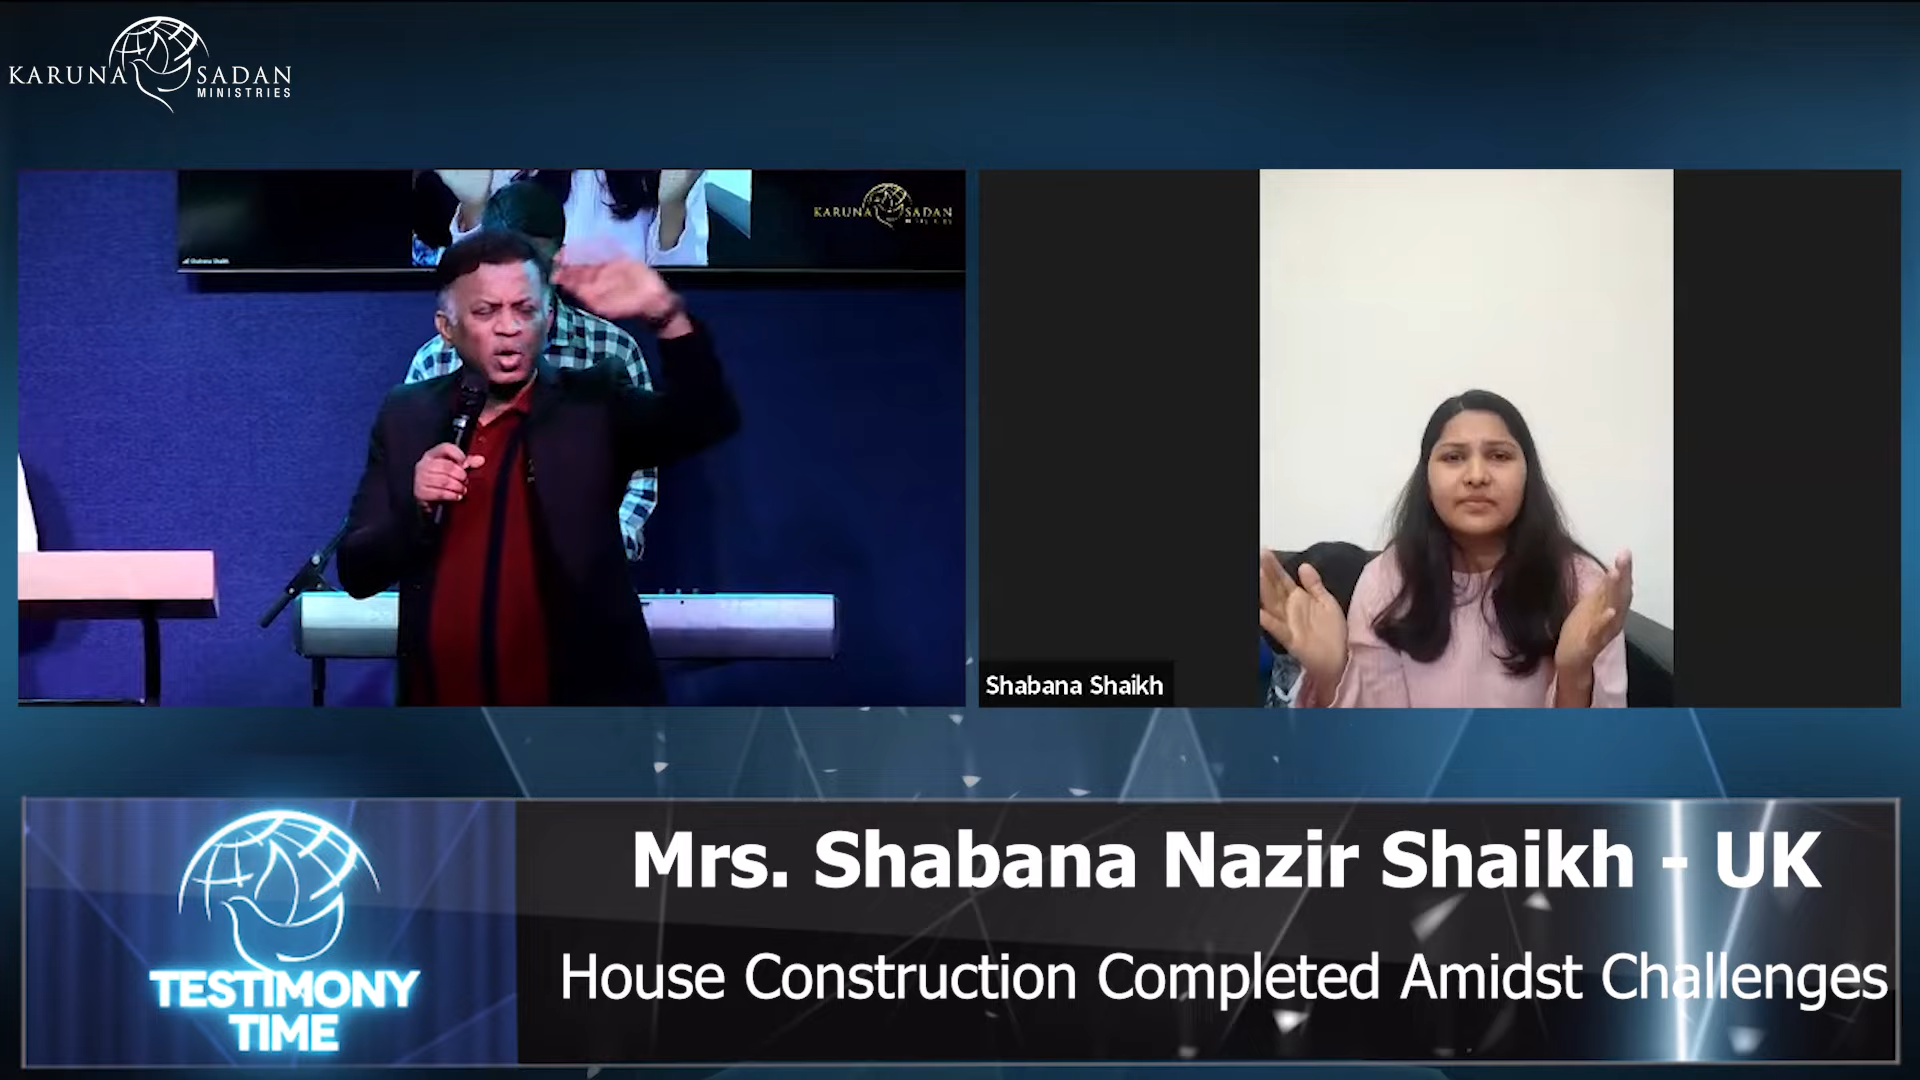 KARUNA SADAN
MINISTRIES
KARUNA SADAN
Shabana Shaikh
Mrs. Shabana Nazir Shaikh - UK
House Construction Completed Amidst Challenges
TESTIMONY
TIME